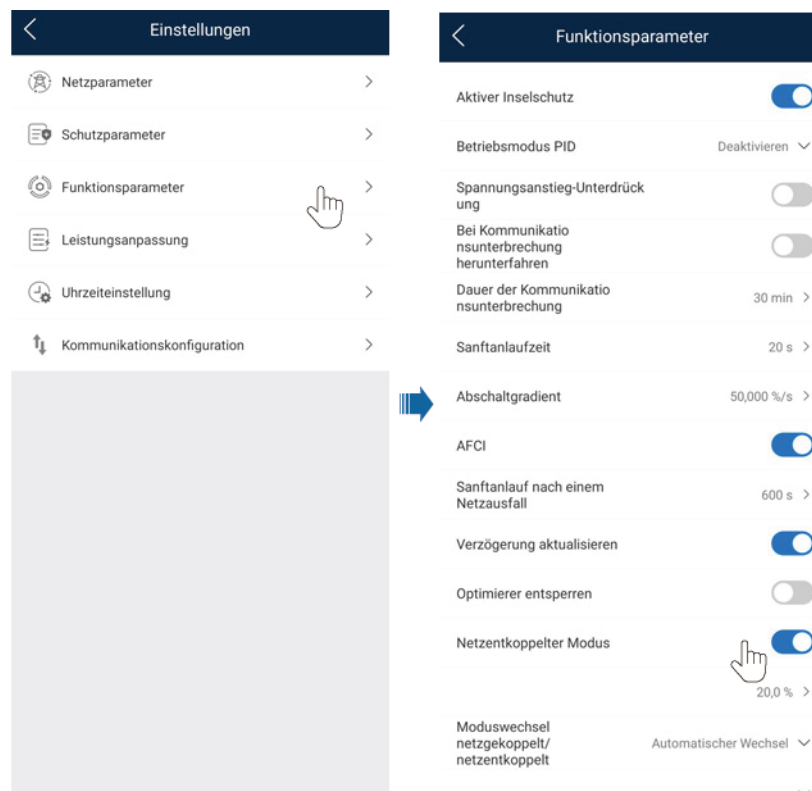 Einstellungen
Netzparameter
Schutzparameter
Funktionsparameter
Leistungsanpassung
Uhrzeiteinstellung
Kommunikationskonfiguration
Funktionsparameter
Aktiver Inselschutz
Betriebsmodus PID Deaktivieren
Spannungsanstieg-Unterdrück
ung
Bei Kommunikatio
nsunterbrechung
herunterfahren
Dauer der Kommunikatio
nsunterbrechung 30 min
Sanftanlaufzeit 20 s
Abschaltgradient 50,000 %/s
AFCI
Sanftanlauf nach einem
Netzausfall 600 s
Verzögerung aktualisieren
Optimierer entsperren
Netzentkoppelter Modus
20,0 %
Moduswechsel
netzgekoppelt/ Automatischer Wechsel
netzentkoppelt